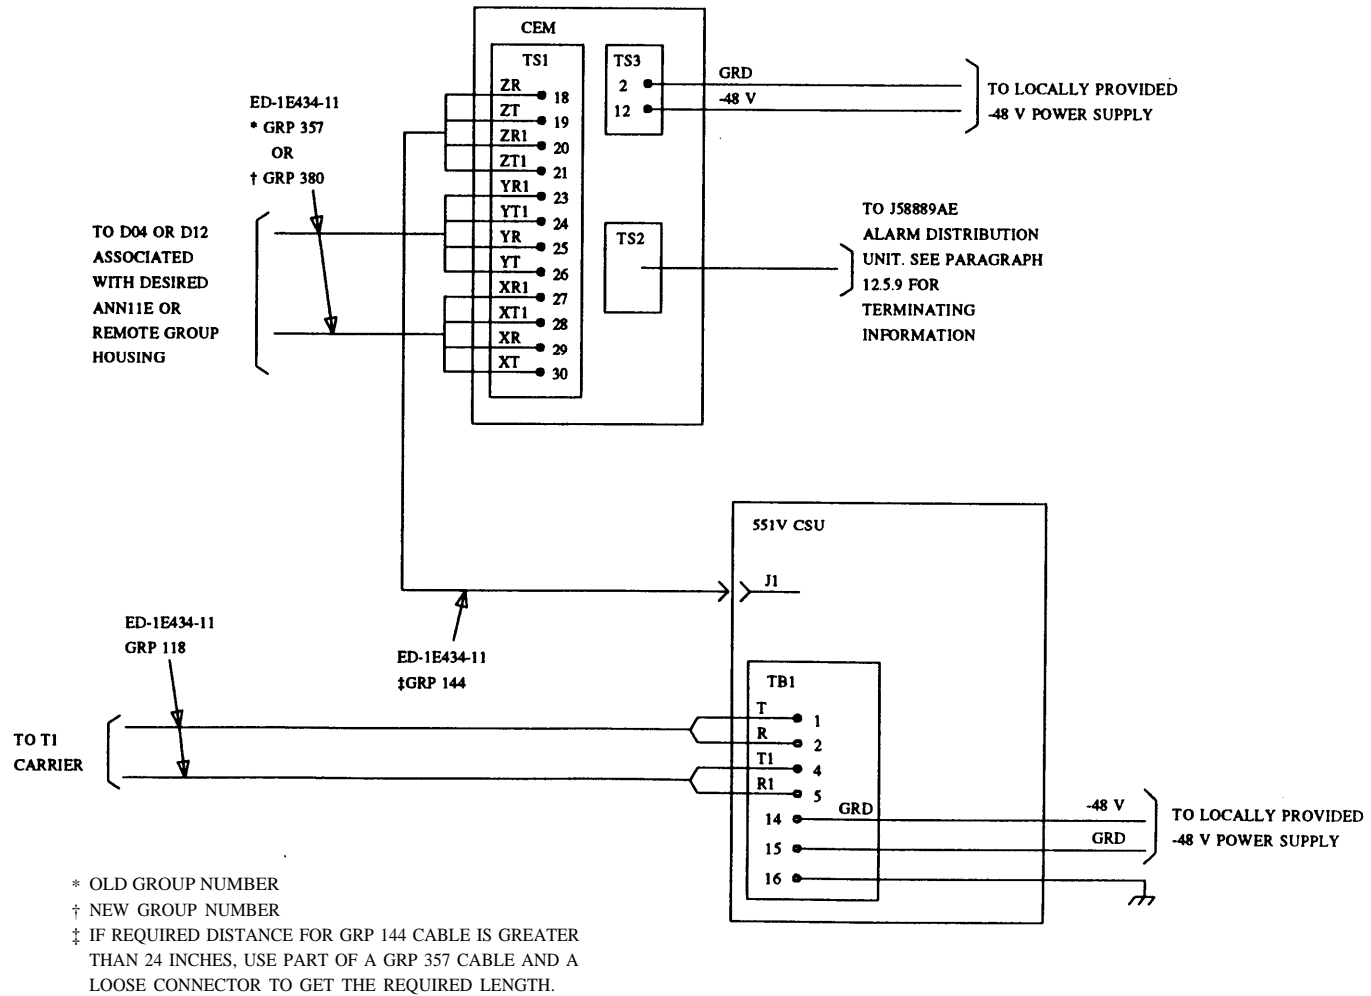 CEM
TS1
TS3
ZR
18
ZT
19
ZR1
20
ZT1
21
YR1
23
YT1
24
YR
25
YT
26
XR1
27
XT1
28
XR
29
XT
30
2
12
GRD
-48 V
TO LOCALLY PROVIDED
-48 V POWER SUPPLY
ED-1E434-11
* GRP 357
OR
† GRP 380
TO D04 OR D12
ASSOCIATED
WITH DESIRED
ANN11E OR
REMOTE GROUP
HOUSING
TS2
TO J58889AE
ALARM DISTRIBUTION
UNIT. SEE PARAGRAPH
12.5.9 FOR
TERMINATING
INFORMATION
551V CSU
J1
ED-1E434-11
GRP 118
ED-1E434-11
‡GRP 144
TO T1
CARRIER
TB1
T
1
R
2
T1
4
R1
5
14
GRD
-48 V
15
GRD
16
TO LOCALLY PROVIDED
-48 V POWER SUPPLY
* OLD GROUP NUMBER
† NEW GROUP NUMBER
‡ IF REQUIRED DISTANCE FOR GRP 144 CABLE IS GREATER
THAN 24 INCHES, USE PART OF A GRP 357 CABLE AND A
LOOSE CONNECTOR TO GET THE REQUIRED LENGTH.